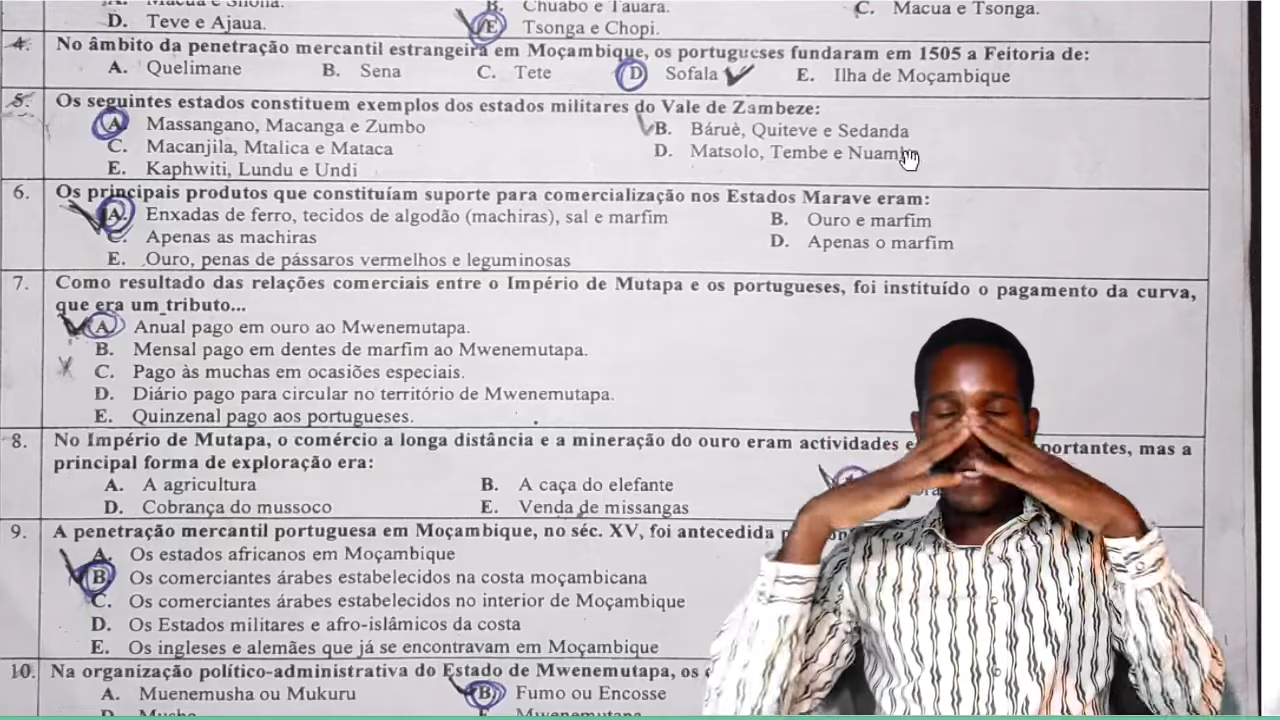 B. Chuabo e Tauara. C. Macua e Tsonga.
D. Teve e Ajaua. E. Tsonga e Chopi.
4. No âmbito da penetração mercantil estrangeira em Moçambique, os portugueses fundaram em 1505 a Feitoria de:
A. Quelimane B. Sena C. Tete D Sofala E. Ilha de Moçambique
5. Os seguintes estados constituem exemplos dos estados militares do Vale de Zambeze:
A. Massangano, Macanga e Zumbo B. Báruè, Quiteve e Sedanda
C. Macanjila, Mtalica e Mataca D. Matsolo, Tembe e
E. Kaphwiti, Lundu e Undi
6. Os principais produtos que constituíam suporte para comercialização nos Estados Marave eram:
A. Enxadas de ferro, tecidos de algodão (machiras), sal e marfim B. Ouro e marfim
C. Apenas as machiras D. Apenas o marfim
E. Ouro, penas de pássaros vermelhos e leguminosas
7. Como resultado das relações comerciais entre o Império de Mutapa e os portugueses, foi instituído o pagamento da curva,
que era um tributo...
A. Anual pago em ouro ao Mwenemutapa.
B. Mensal pago em dentes de marfim ao Mwenemutapa.
C. Pago às muchas em ocasiões especiais.
D. Diário pago para circular no território de Mwenemutapa.
E. Quinzenal pago aos portugueses.
8. No Império de Mutapa, o comércio a longa distância e a mineração do ouro eram actividades mas a
principal forma de exploração era:
A. A agricultura B. A caça do elefante
D. Cobrança do mussoco E. Venda de missangas
9. A penetração mercantil portuguesa em Moçambique, no séc. XV, foi antecedida
A. Os estados africanos em Moçambique
B. Os comerciantes árabes estabelecidos na costa moçambicana
C. Os comerciantes árabes estabelecidos no interior de Moçambique
D. Os Estados militares e afro-islâmicos da costa
E. Os ingleses e alemães que já se encontravam em Moçambique
10. Na organização político-administrativa do Estado de Mwenemutapa, os
A. Muenemusha ou Mukuru B. Fumo ou Encosse